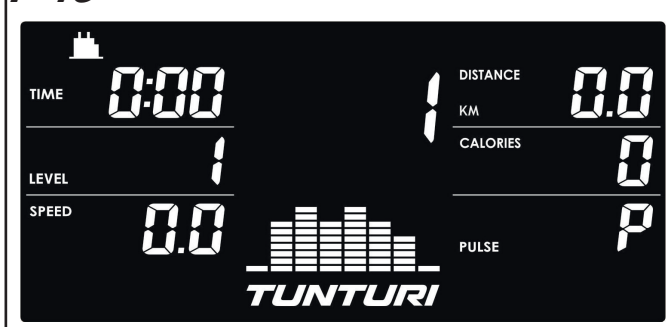 TIME 0:00
LEVEL 1
SPEED 0.0
1
DISTANCE
KM 0.0
CALORIES 0
PULSE P
TUNTURI